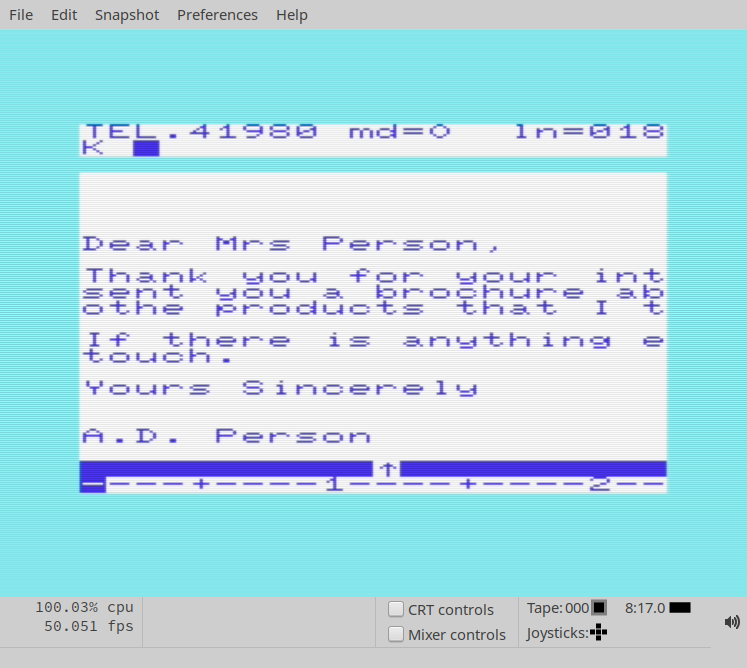 File Edit Snapshot Preferences Help
TEL.41980 md=O ln=018
K
Dear Mrs Person,
Thank you for your int
sent you a brochure ab
othe products that I t
If there is anything e
touch.
Yours Sincerely
A.D. Person
↑
----+----1----+----2--
100.03% cpu
50.051 fps
CRT controls
Mixer controls
Tape: 000 8:17.0
Joysticks: